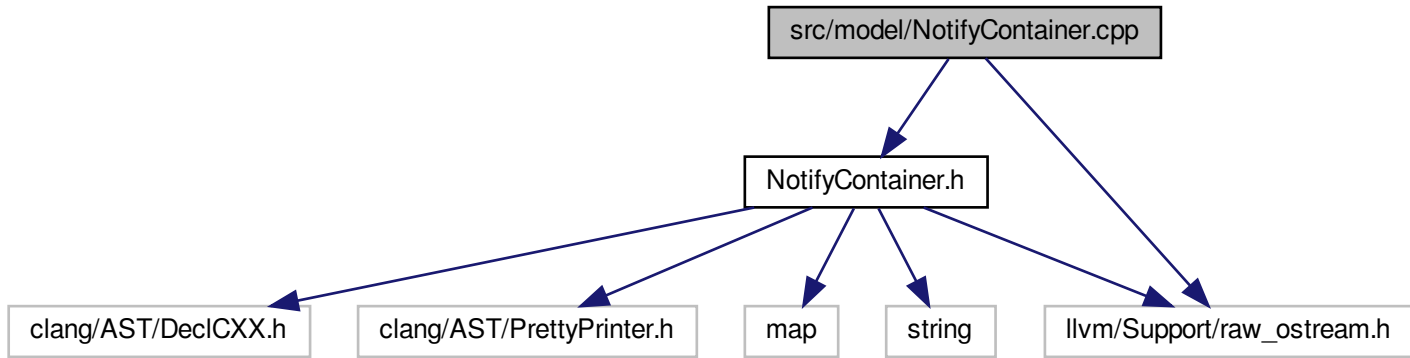 src/model/NotifyContainer.cpp
NotifyContainer.h
clang/AST/DeclCXX.h
clang/AST/PrettyPrinter.h
map
string
llvm/Support/raw_ostream.h